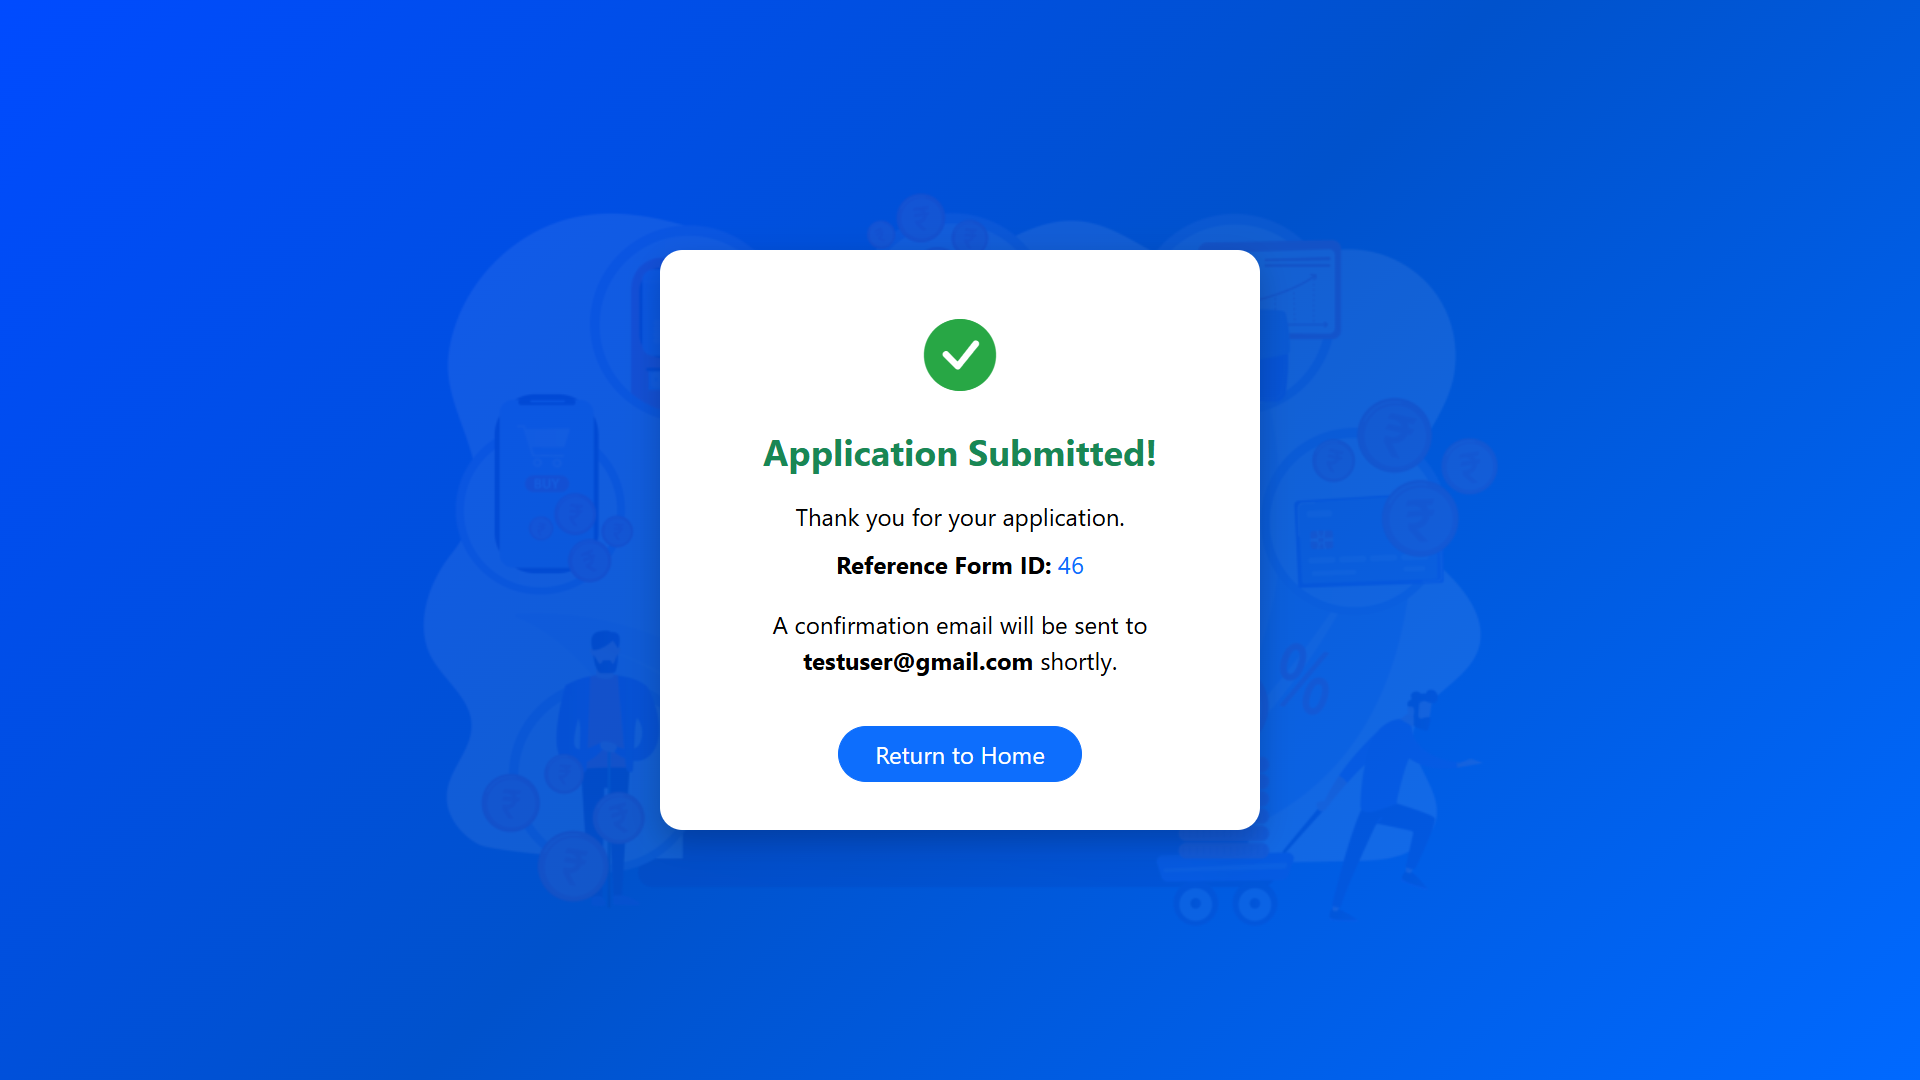 BUY
Application Submitted!
Thank you for your application.
Reference Form ID: 46
A confirmation email will be sent to
testuser@gmail.com shortly.
%
Return to Home